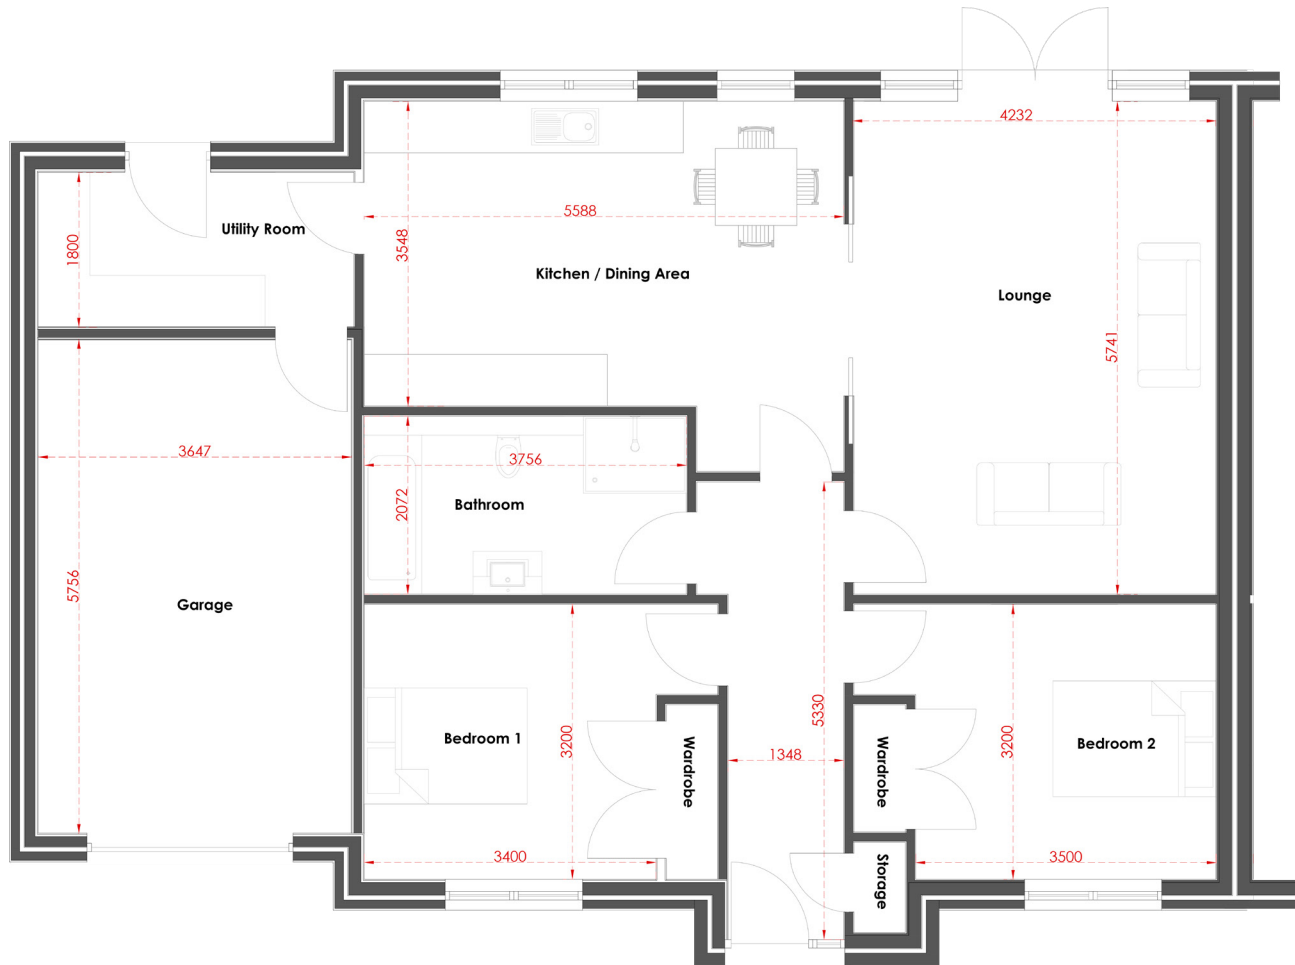 4232
5588
3548
1800
Utility Room
Kitchen / Dining Area
Lounge
5741
3647
3756
2072
Bathroom
5756
Garage
5330
3200
Bedroom 1
Wardrobe
1348
Wardrobe
3200
Bedroom 2
3400
3500
Storage